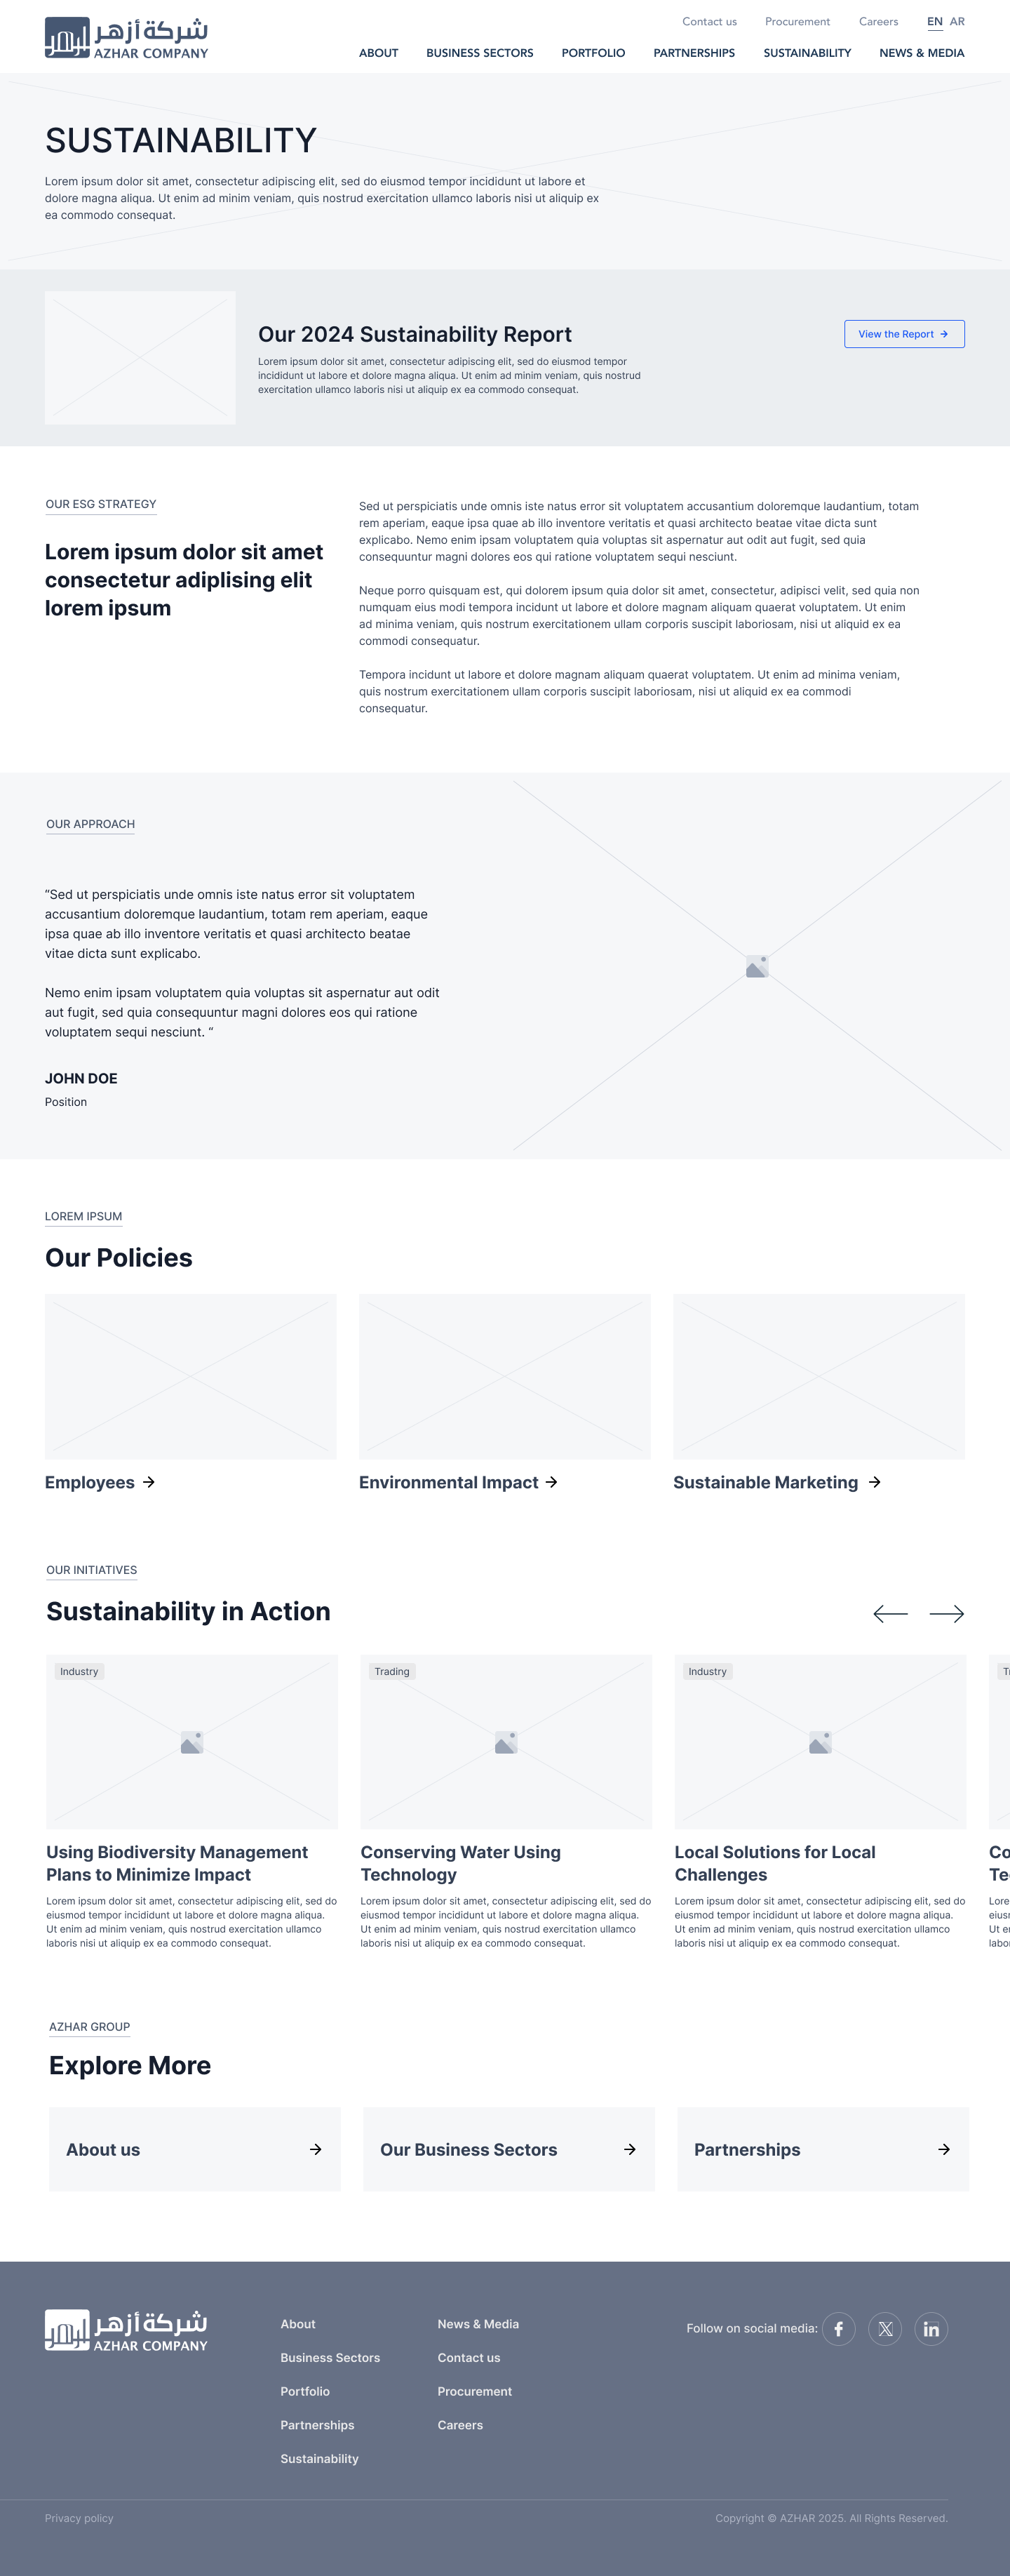 شركة أزهر
AZHAR COMPANY
Contact us Procurement Careers EN AR
ABOUT BUSINESS SECTORS PORTFOLIO PARTNERSHIPS SUSTAINABILITY NEWS & MEDIA
SUSTAINABILITY
Lorem ipsum dolor sit amet, consectetur adipiscing elit, sed do eiusmod tempor incididunt ut labore et
dolore magna aliqua. Ut enim ad minim veniam, quis nostrud exercitation ullamco laboris nisi ut aliquip ex
ea commodo consequat.
Our 2024 Sustainability Report
View the Report
Lorem ipsum dolor sit amet, consectetur adipiscing elit, sed do eiusmod tempor
incididunt ut labore et dolore magna aliqua. Ut enim ad minim veniam, quis nostrud
exercitation ullamco laboris nisi ut aliquip ex ea commodo consequat.
OUR ESG STRATEGY
Lorem ipsum dolor sit amet
consectetur adiplising elit
lorem ipsum
Sed ut perspiciatis unde omnis iste natus error sit voluptatem accusantium doloremque laudantium, totam
rem aperiam, eaque ipsa quae ab illo inventore veritatis et quasi architecto beatae vitae dicta sunt
explicabo. Nemo enim ipsam voluptatem quia voluptas sit aspernatur aut odit aut fugit, sed quia
consequuntur magni dolores eos qui ratione voluptatem sequi nesciunt.
Neque porro quisquam est, qui dolorem ipsum quia dolor sit amet, consectetur, adipisci velit, sed quia non
numquam eius modi tempora incidunt ut labore et dolore magnam aliquam quaerat voluptatem. Ut enim
ad minima veniam, quis nostrum exercitationem ullam corporis suscipit laboriosam, nisi ut aliquid ex ea
commodi consequatur.
Tempora incidunt ut labore et dolore magnam aliquam quaerat voluptatem. Ut enim ad minima veniam,
quis nostrum exercitationem ullam corporis suscipit laboriosam, nisi ut aliquid ex ea commodi
consequatur.
OUR APPROACH
“Sed ut perspiciatis unde omnis iste natus error sit voluptatem
accusantium doloremque laudantium, totam rem aperiam, eaque
ipsa quae ab illo inventore veritatis et quasi architecto beatae
vitae dicta sunt explicabo.
Nemo enim ipsam voluptatem quia voluptas sit aspernatur aut odit
aut fugit, sed quia consequuntur magni dolores eos qui ratione
voluptatem sequi nesciunt. “
JOHN DOE
Position
LOREM IPSUM
Our Policies
Employees
Environmental Impact
Sustainable Marketing
OUR INITIATIVES
Sustainability in Action
Industry
Using Biodiversity Management
Plans to Minimize Impact
Lorem ipsum dolor sit amet, consectetur adipiscing elit, sed do
eiusmod tempor incididunt ut labore et dolore magna aliqua.
Ut enim ad minim veniam, quis nostrud exercitation ullamco
laboris nisi ut aliquip ex ea commodo consequat.
Trading
Conserving Water Using
Technology
Lorem ipsum dolor sit amet, consectetur adipiscing elit, sed do
eiusmod tempor incididunt ut labore et dolore magna aliqua.
Ut enim ad minim veniam, quis nostrud exercitation ullamco
laboris nisi ut aliquip ex ea commodo consequat.
Industry
Local Solutions for Local
Challenges
Lorem ipsum dolor sit amet, consectetur adipiscing elit, sed do
eiusmod tempor incididunt ut labore et dolore magna aliqua.
Ut enim ad minim veniam, quis nostrud exercitation ullamco
laboris nisi ut aliquip ex ea commodo consequat.
AZHAR GROUP
Explore More
About us
Our Business Sectors
Partnerships
شركة أزهر
AZHAR COMPANY
About
Business Sectors
Portfolio
Partnerships
Sustainability
News & Media
Contact us
Procurement
Careers
Follow on social media:
Privacy policy
Copyright © AZHAR 2025. All Rights Reserved.